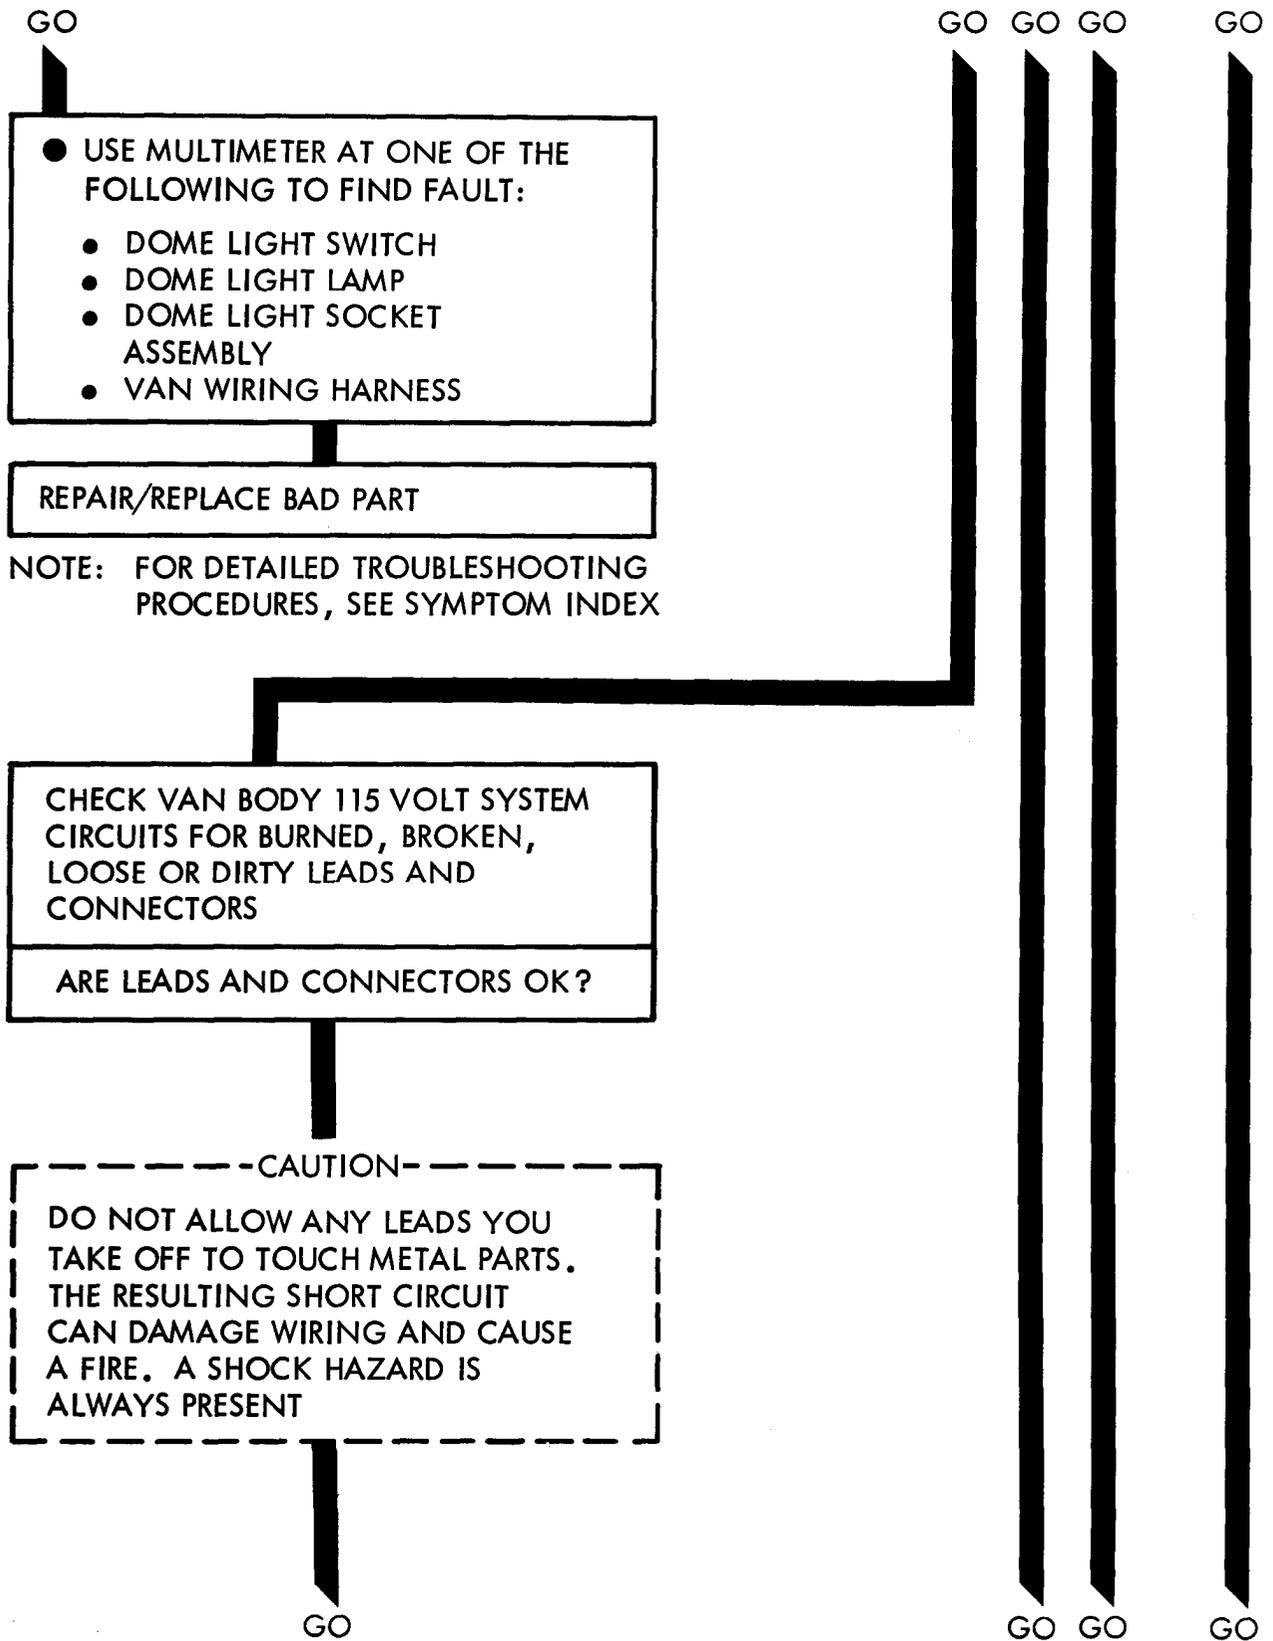 GO
GO GO GO GO
● USE MULTIMETER AT ONE OF THE
FOLLOWING TO FIND FAULT:
● DOME LIGHT SWITCH
● DOME LIGHT LAMP
● DOME LIGHT SOCKET
ASSEMBLY
● VAN WIRING HARNESS
REPAIR/REPLACE BAD PART
NOTE: FOR DETAILED TROUBLESHOOTING
PROCEDURES, SEE SYMPTOM INDEX
CHECK VAN BODY 115 VOLT SYSTEM
CIRCUITS FOR BURNED, BROKEN,
LOOSE OR DIRTY LEADS AND
CONNECTORS
ARE LEADS AND CONNECTORS OK?
CAUTION
DO NOT ALLOW ANY LEADS YOU
TAKE OFF TO TOUCH METAL PARTS.
THE RESULTING SHORT CIRCUIT
CAN DAMAGE WIRING AND CAUSE
A FIRE. A SHOCK HAZARD IS
ALWAYS PRESENT
GO
GO GO GO